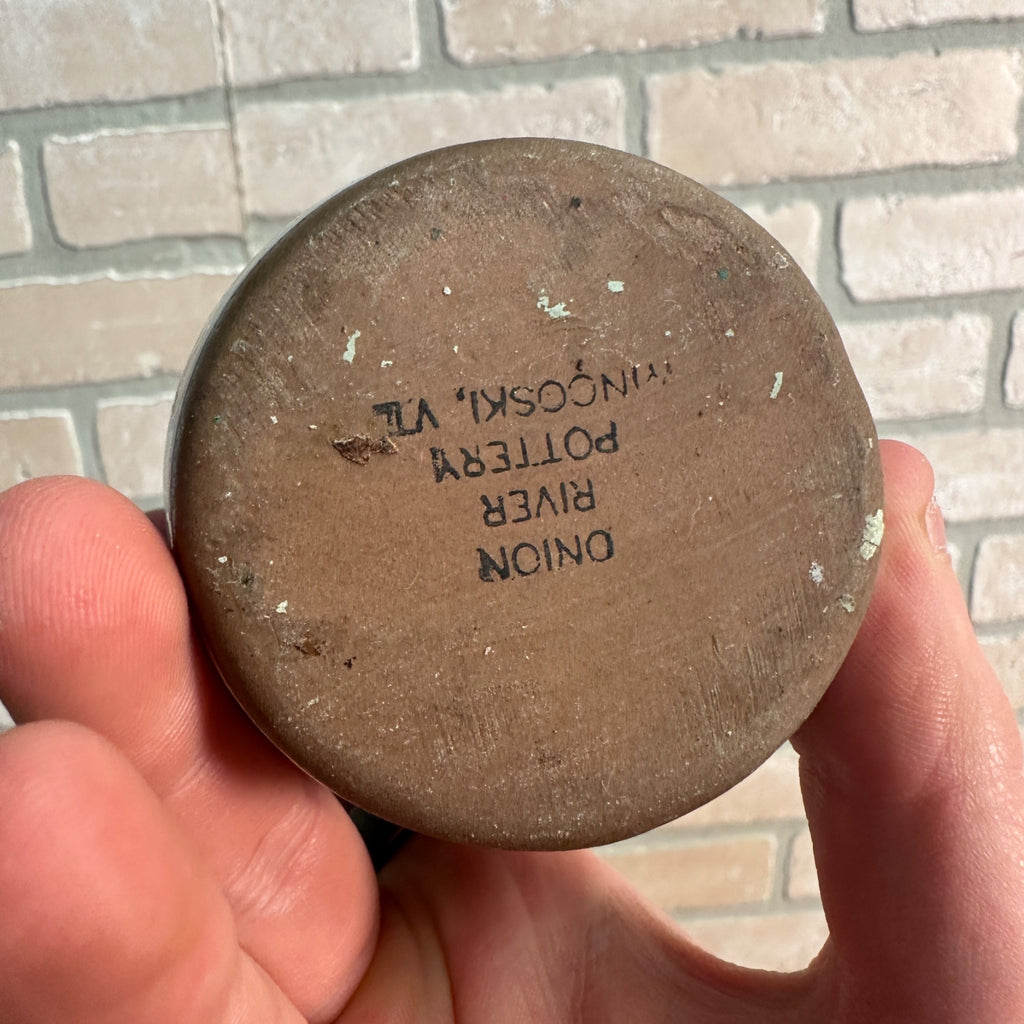 ONION
RIVER
POTTERY
WINOOSKI, VT.